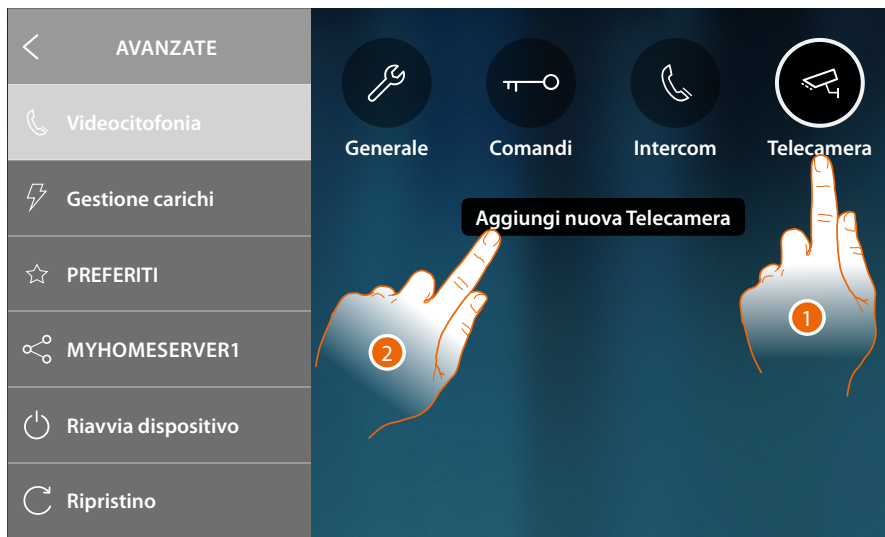 AVANZATE
Videocitofonia
Gestione carichi
PREFERITI
MYHOMESERVER1
Riavvia dispositivo
Ripristino
Generale
Comandi
Intercom
Telecamera
Aggiungi nuova Telecamera
1
2